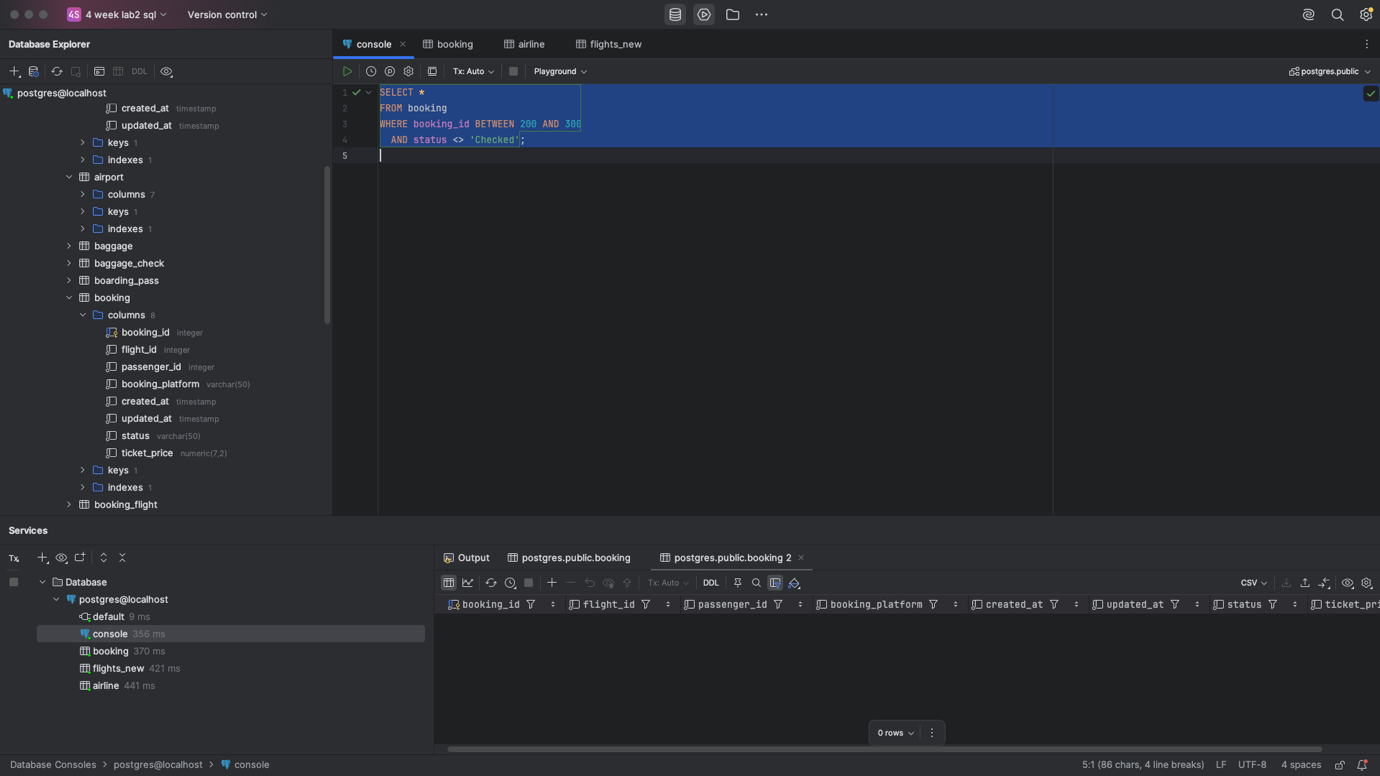 4S 4 week lab2 sql Version control
Database Explorer
console booking airline flights_new
DDL
Tx: Auto Playground postgres.public
postgres@localhost
created_at timestamp
updated_at timestamp
keys 1
indexes 1
airport
columns 7
keys 1
indexes 1
baggage
baggage_check
boarding_pass
booking
columns 8
booking_id integer
flight_id integer
passenger_id integer
booking_platform varchar(50)
created_at timestamp
updated_at timestamp
status varchar(50)
ticket_price numeric(7,2)
keys 1
indexes 1
booking_flight
1 SELECT *
2 FROM booking
3 WHERE booking_id BETWEEN 200 AND 300
4 AND status <> 'Checked';
5
Services
Tx
Database
postgres@localhost
default 9 ms
console 356 ms
booking 370 ms
flights_new 421 ms
airline 441 ms
Output postgres.public.booking postgres.public.booking 2
Tx: Auto DDL CSV
booking_id flight_id passenger_id booking_platform created_at updated_at status ticket_pri
0 rows
Database Consoles postgres@localhost console
5:1 (86 chars, 4 line breaks) LF UTF-8 4 spaces